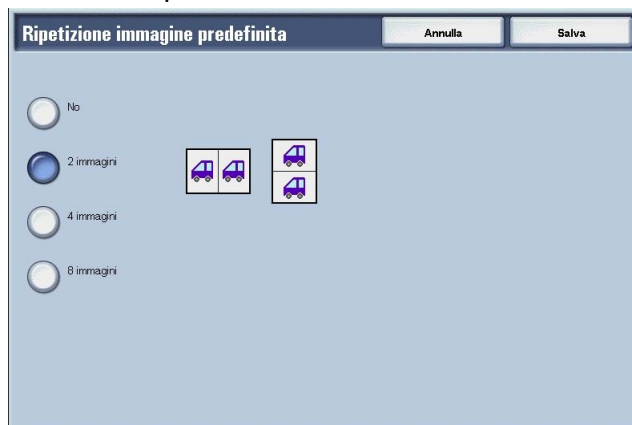 Ripetizione immagine predefinita
Annulla
Salva
No
2 immagini
4 immagini
8 immagini